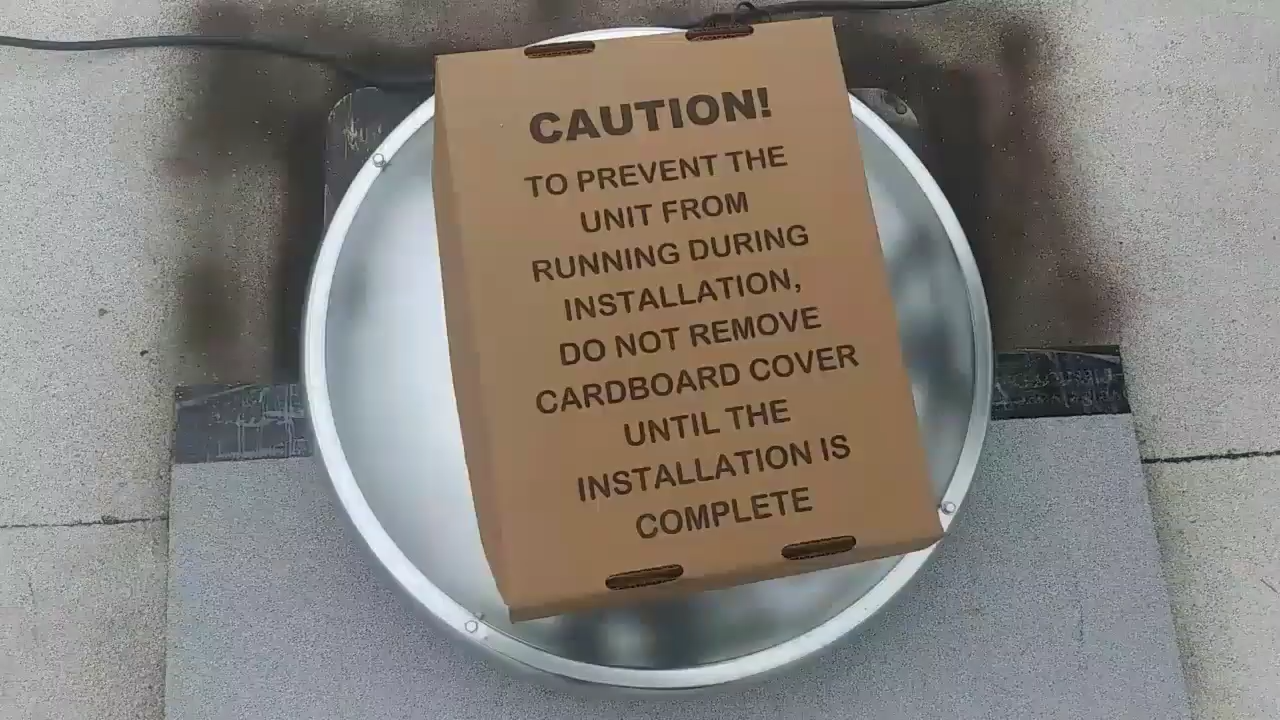 CAUTION!
TO PREVENT THE
UNIT FROM
RUNNING DURING
INSTALLATION,
DO NOT REMOVE
CARDBOARD COVER
UNTIL THE
INSTALLATION IS
COMPLETE